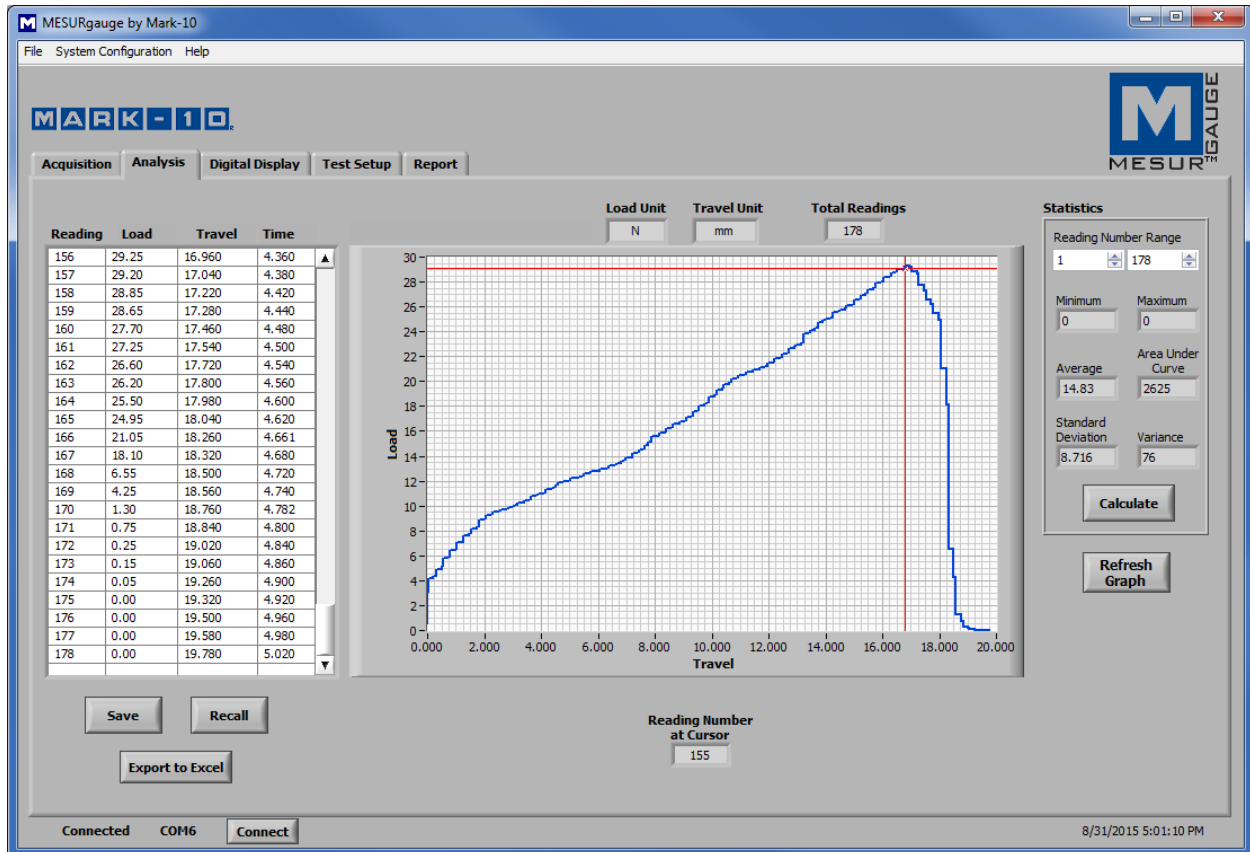 MESURgauge by Mark-10
File System Configuration Help
MARK-10
M
MESUR™ GAUGE
Acquisition Analysis Digital Display Test Setup Report
Load Unit Travel Unit Total Readings
N mm 178
Reading Load Travel Time
156 29.25 16.960 4.360
157 29.20 17.040 4.380
158 28.85 17.220 4.420
159 28.65 17.280 4.440
160 27.70 17.460 4.480
161 27.25 17.540 4.500
162 26.60 17.720 4.540
163 26.20 17.800 4.560
164 25.50 17.980 4.600
165 24.95 18.040 4.620
166 21.05 18.260 4.661
167 18.10 18.320 4.680
168 6.55 18.500 4.720
169 4.25 18.560 4.740
170 1.30 18.760 4.782
171 0.75 18.840 4.800
172 0.25 19.020 4.840
173 0.15 19.060 4.860
174 0.05 19.260 4.900
175 0.00 19.320 4.920
176 0.00 19.500 4.960
177 0.00 19.580 4.980
178 0.00 19.780 5.020
Load
30
28
26
24
22
20
18
16
14
12
10
8
6
4
2
0
0.000 2.000 4.000 6.000 8.000 10.000 12.000 14.000 16.000 18.000 20.000
Travel
Statistics
Reading Number Range
1 178
Minimum Maximum
0 0
Average Area Under Curve
14.83 2625
Standard Deviation Variance
8.716 76
Calculate
Refresh
Graph
Save Recall
Export to Excel
Reading Number
at Cursor
155
Connected COM6 Connect
8/31/2015 5:01:10 PM